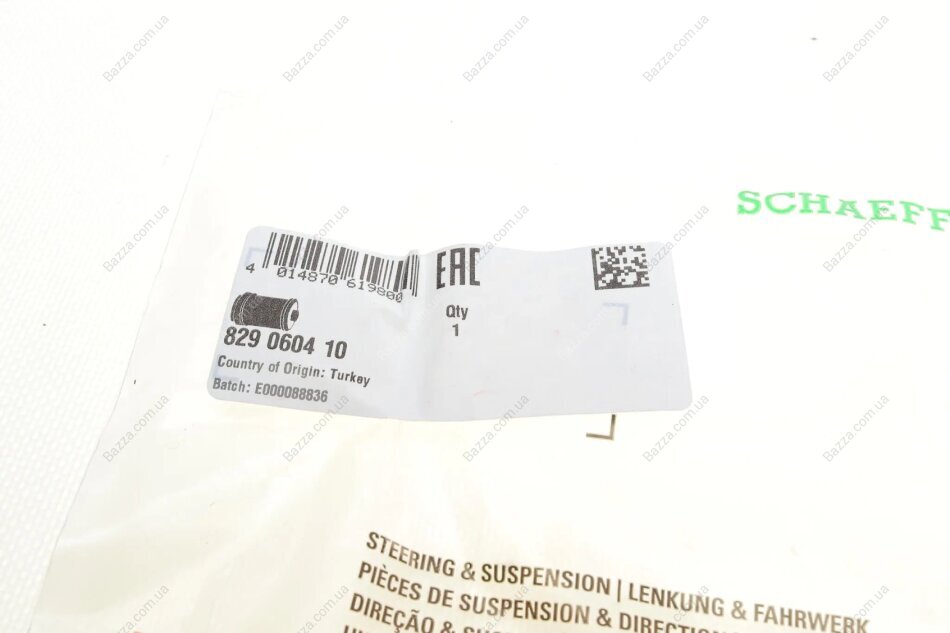 SCHAEFF
4 014870 619800
EAC
Qty
1
829 0604 10
Country of Origin: Turkey
Batch: E000088836
STEERING & SUSPENSION | LENKUNG & FAHRWERK
PIÈCES DE SUSPENSION & DIRECTION
DIREÇÃO &
Bazza.com.ua